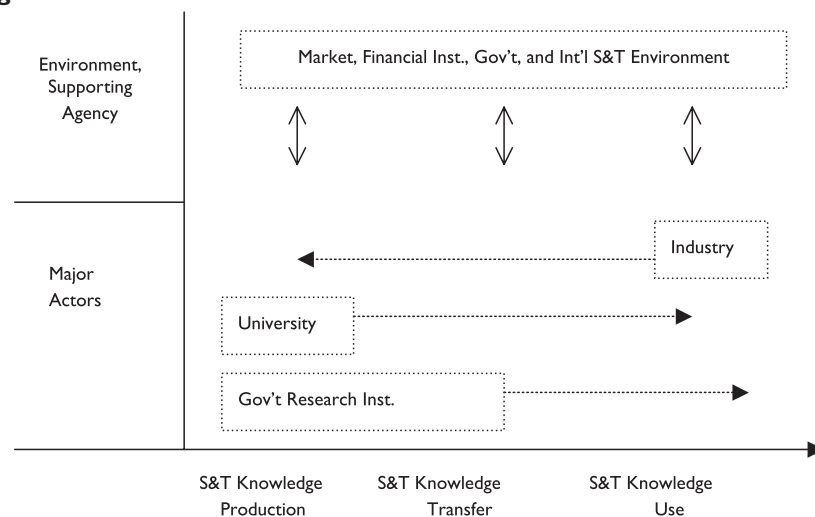 Market, Financial Inst., Gov't, and Int'l S&T Environment
Environment,
Supporting
Agency
Industry
Major
Actors
University
Gov't Research Inst.
S&T Knowledge
Production
S&T Knowledge
Transfer
S&T Knowledge
Use